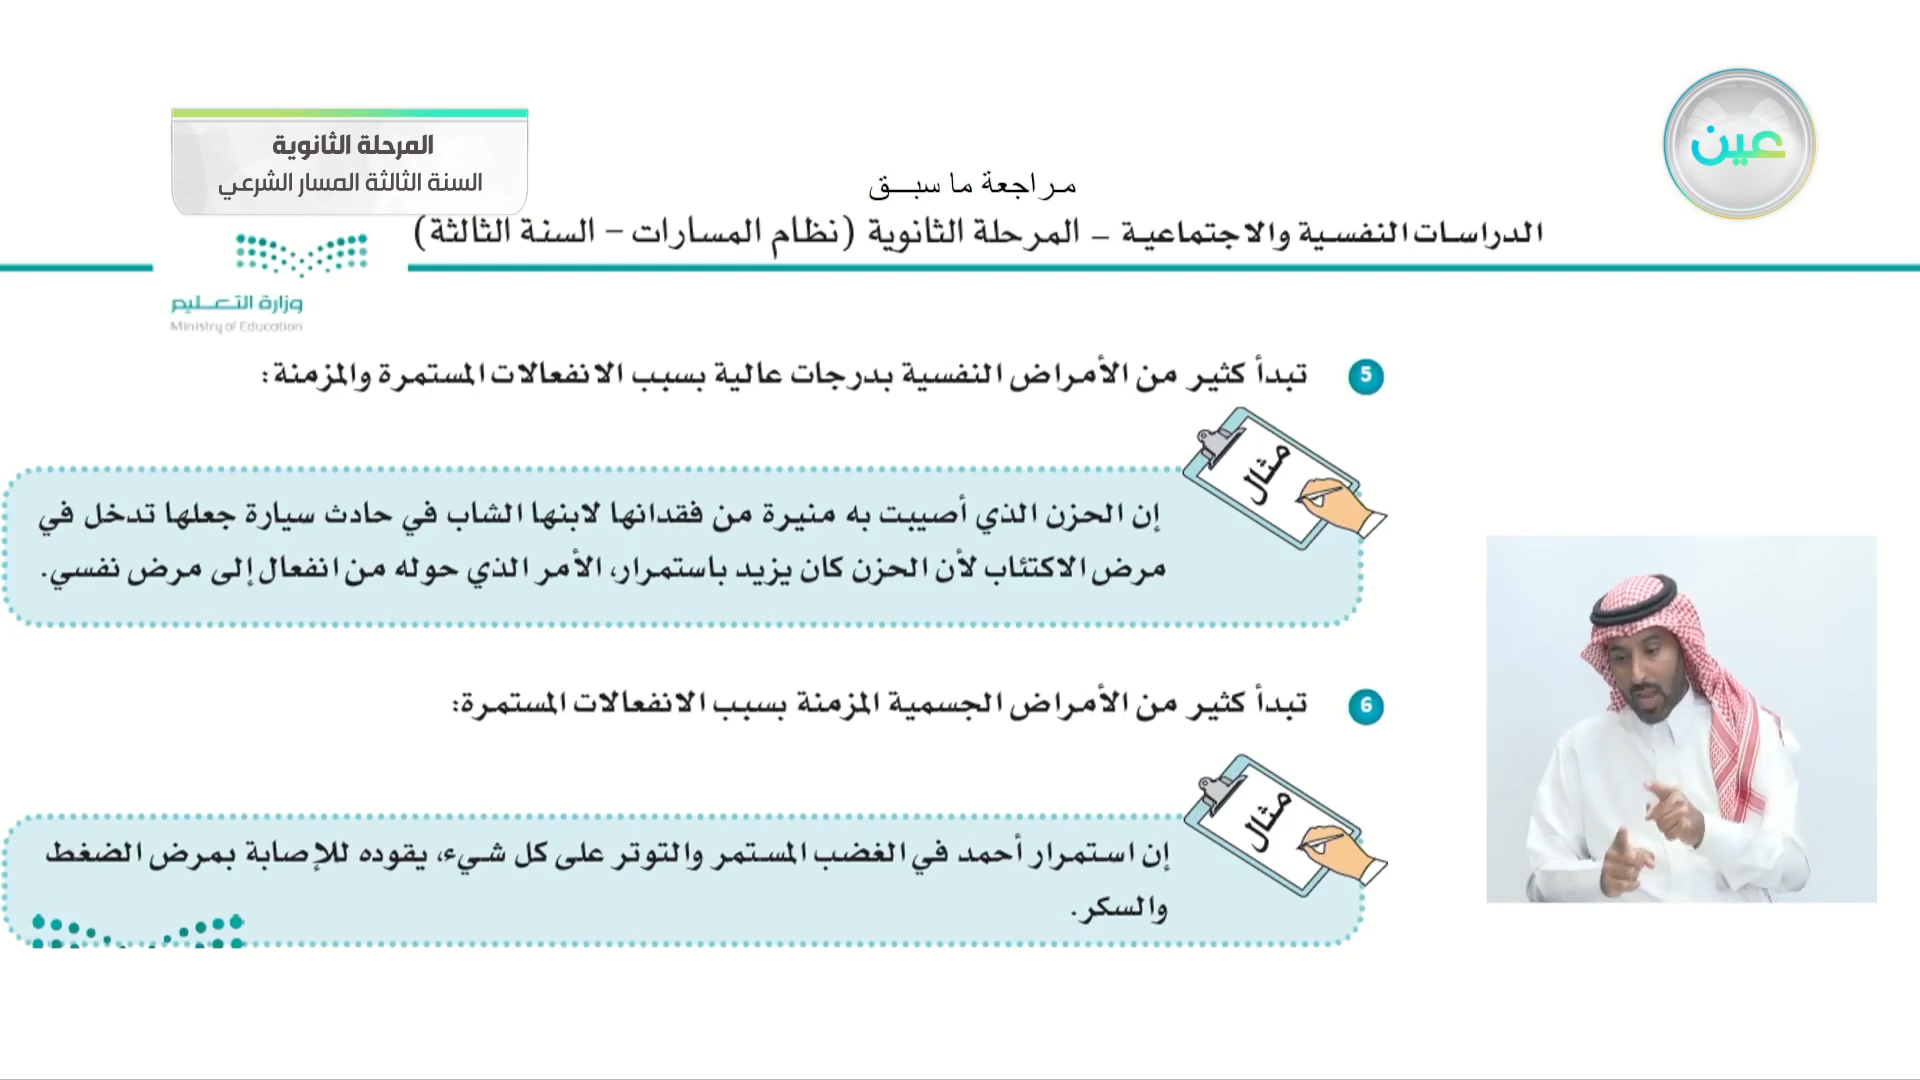 عين
المرحلة الثانوية
السنة الثالثة المسار الشرعي
مراجعة ما سبق
الدراسات النفسية والاجتماعية – المرحلة الثانوية (نظام المسارات – السنة الثالثة)
وزارة التعليم
Ministry of Education
5 تبدأ كثير من الأمراض النفسية بدرجات عالية بسبب الانفعالات المستمرة والمزمنة:
مثال
إن الحزن الذي أصيبت به منيرة من فقدانها لابنها الشاب في حادث سيارة جعلها تدخل في
مرض الاكتئاب لأن الحزن كان يزيد باستمرار، الأمر الذي حوله من انفعال إلى مرض نفسي.
6 تبدأ كثير من الأمراض الجسمية المزمنة بسبب الانفعالات المستمرة:
مثال
إن استمرار أحمد في الغضب المستمر والتوتر على كل شيء، يقوده للإصابة بمرض الضغط
والسكر.